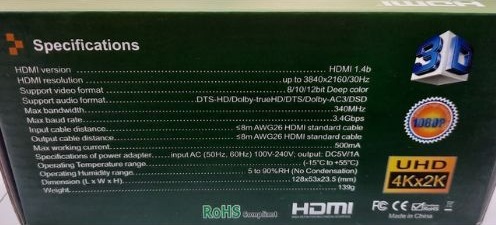 Specifications
HDMI version HDMI 1.4b
HDMI resolution up to 3840x2160/30Hz
Support video format 8/10/12bit Deep color
Support audio format DTS-HD/Dolby-trueHD/DTS/Dolby-AC3/DSD
Max bandwidth 340MHz
Max baud rate 3.4Gbps
Input cable distance ≤8m AWG26 HDMI standard cable
Output cable distance ≤8m AWG26 HDMI standard cable
Max working current 500mA
Specifications of power adapter input:AC (50Hz, 60Hz) 100V-240V; output: DC5V/1A
Operating Temperature range (-15°C to +55°C)
Operating Humidity range 5 to 90%RH (No Condensation)
Dimension (L x W x H) 128x53x23.5 (mm)
Weight 139g
3D
1080P
UHD
4Kx2K
RoHS compliant
HDMI
FC CE
Made in China